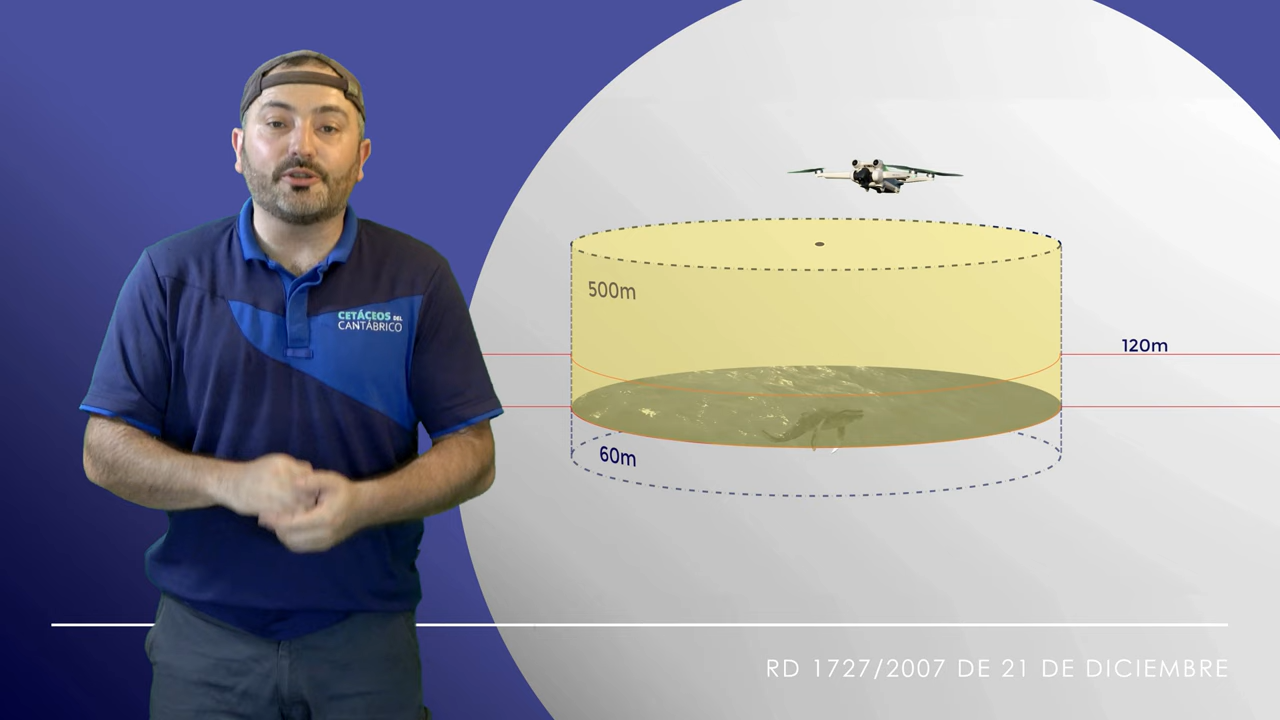 CETÁCEOS DEL
CANTÁBRICO
500m
120m
60m
RD 1727/2007 DE 21 DE DICIEMBRE